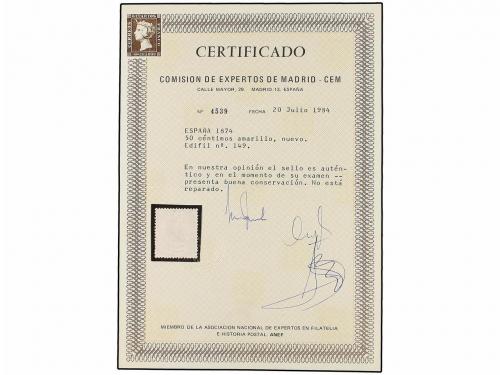 CERTIFICADO
COMISION DE EXPERTOS DE MADRID - CEM
CALLE MAYOR, 29. MADRID-13, ESPAÑA
Nº 4539 FECHA 20 Julio 1984
ESPAÑA 1874
50 céntimos amarillo, nuevo.
Edifil nº. 149.
En nuestra opinión el sello es autén-
tico y en el momento de su examen --
presenta buena conservación. No está
reparado.
MIEMBRO DE LA ASOCIACION NACIONAL DE EXPERTOS EN FILATELIA
E HISTORIA POSTAL. ANEF